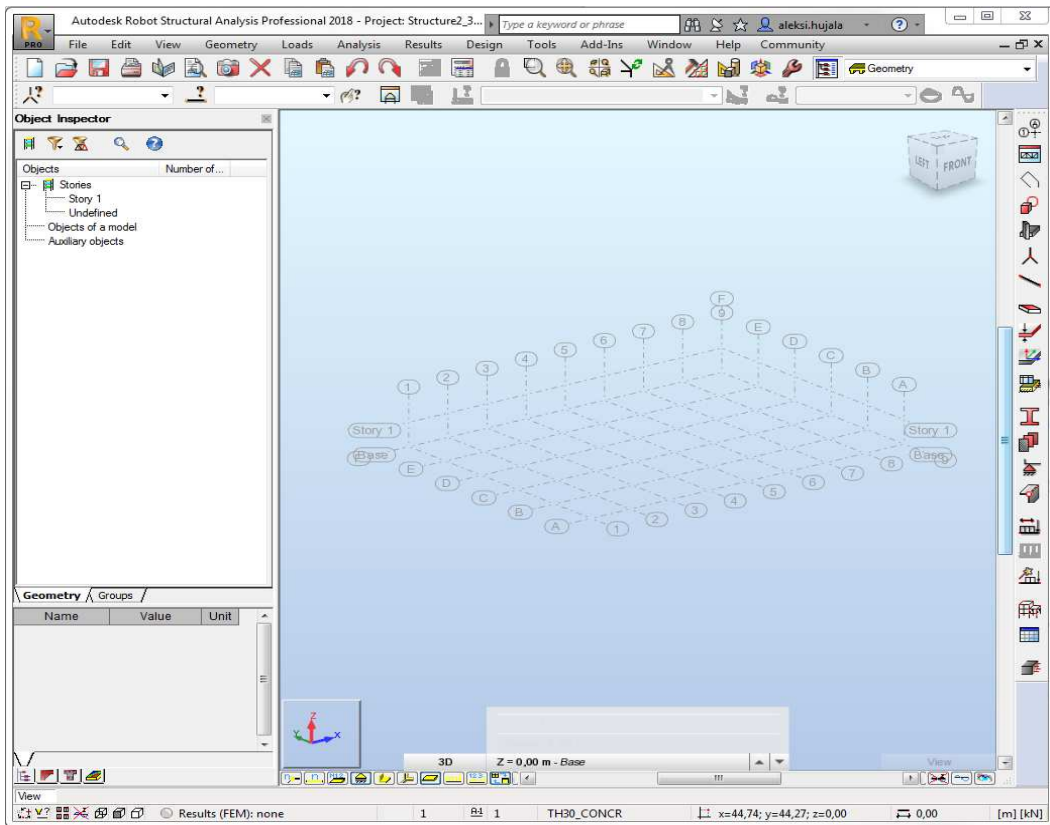 Autodesk Robot Structural Analysis Professional 2018 - Project: Structure2_3... Type a keyword or phrase aleksi.hujala
PRO File Edit View Geometry Loads Analysis Results Design Tools Add-Ins Window Help Community
Geometry
Object Inspector
Objects Number of...
Stories
Story 1
Undefined
Objects of a model
Auxiliary objects
LEFT FRONT
F
9
8 E
7 D
6 C
5 B
4 A
3
2
1
Story 1 Story 1
Base Base 9
E 8
D 7
C 6
B 5
A 4
3
2
1
Geometry Groups
Name Value Unit
Z
Y X
3D Z = 0,00 m - Base View
View
Results (FEM): none 1 1 TH30_CONCR x=44,74; y=44,27; z=0,00 0,00 [m] [kN]